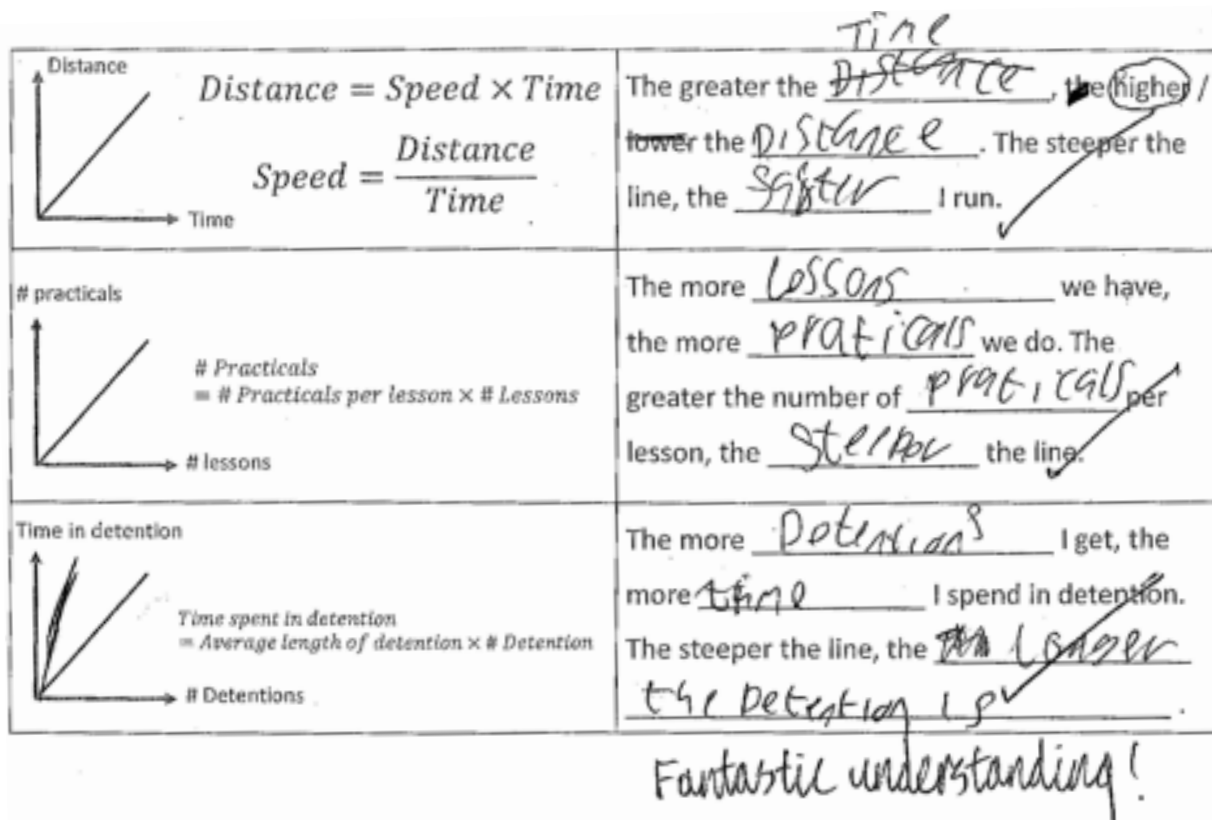 Time
Distance
Distance = Speed × Time
Speed = Distance / Time
Time
The greater the Distance, the higher /
lower the Distance. The steeper the
line, the I run.
# practicals
# Practicals
= # Practicals per lesson × # Lessons
# lessons
The more Lessons we have,
the more praticals we do. The
greater the number of praticals per
lesson, the the line.
Time in detention
Time spent in detention
= Average length of detention × # Detention
# Detentions
The more Detentions I get, the
more time I spend in detention.
The steeper the line, the longer
the Detention is.
Fantastic understanding!